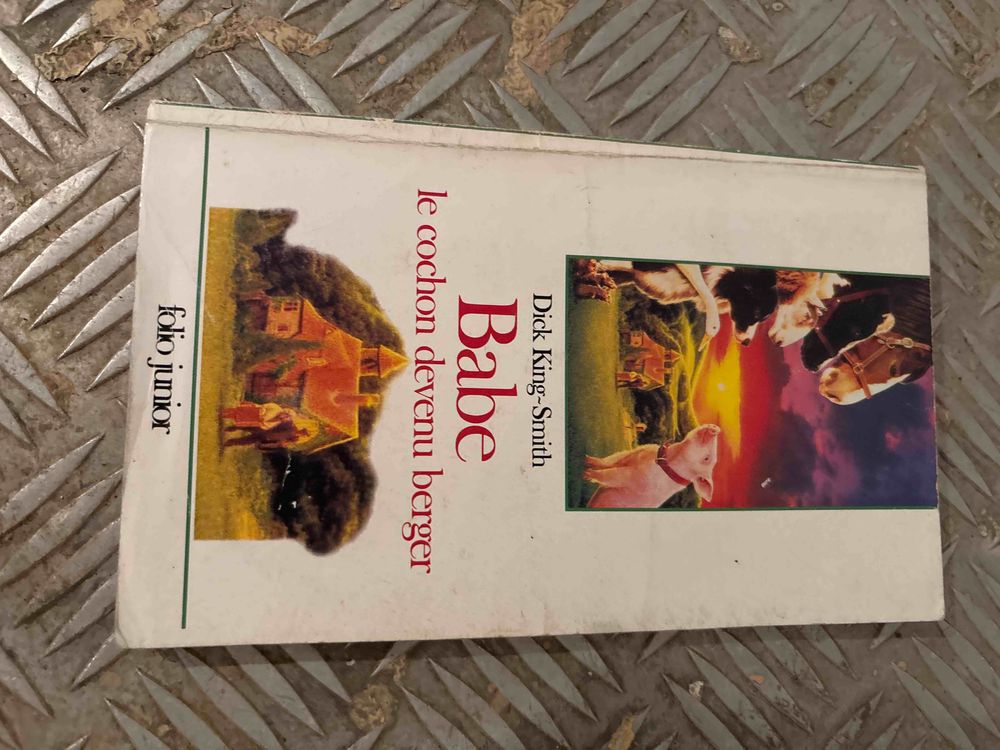 Dick King~Smith
Babe
le cochon devenu berger
folio junior